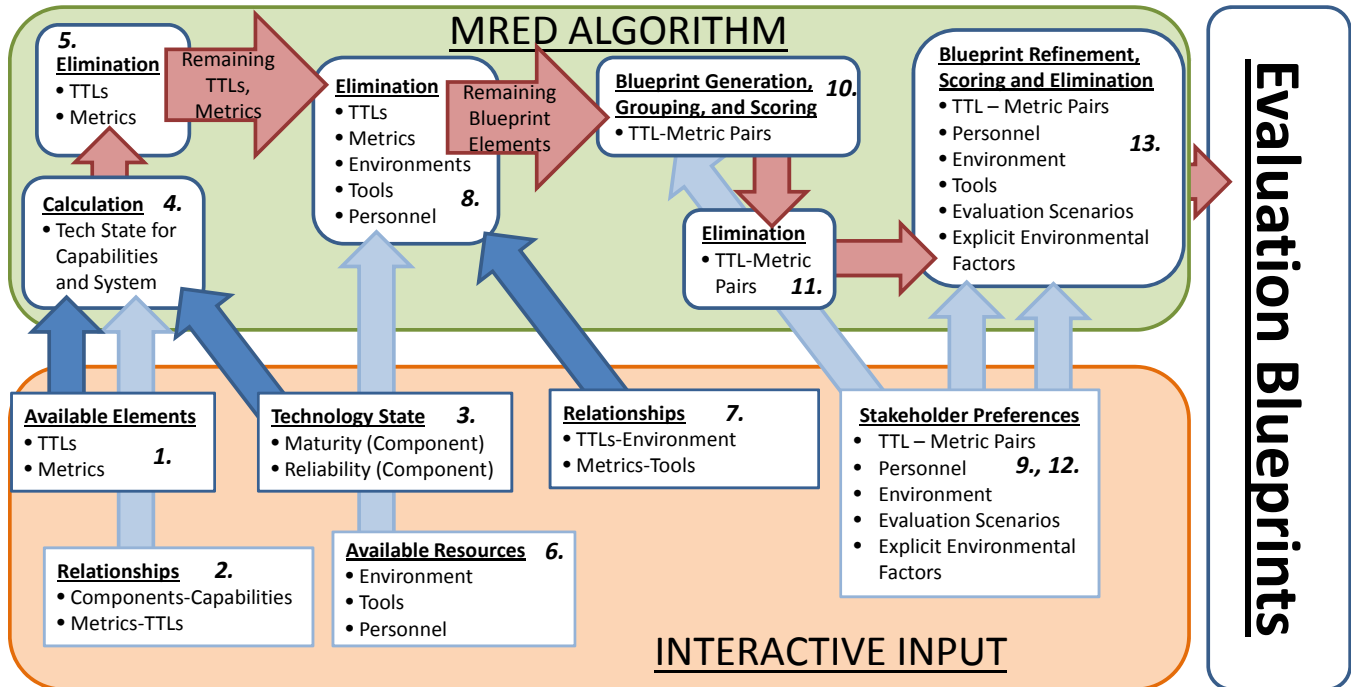 MRED ALGORITHM
5.
Elimination
• TTLs
• Metrics
Remaining
TTLs,
Metrics
Elimination
• TTLs
• Metrics
• Environments
• Tools
• Personnel
8.
Remaining
Blueprint
Elements
Blueprint Generation,
Grouping, and Scoring
• TTL-Metric Pairs
10.
Blueprint Refinement,
Scoring and Elimination
• TTL – Metric Pairs
• Personnel
• Environment
• Tools
• Evaluation Scenarios
• Explicit Environmental
Factors
13.
Calculation 4.
• Tech State for
Capabilities
and System
Elimination
• TTL-Metric
Pairs 11.
Available Elements
• TTLs
• Metrics 1.
Technology State 3.
• Maturity (Component)
• Reliability (Component)
Relationships 7.
• TTLs-Environment
• Metrics-Tools
Stakeholder Preferences
• TTL – Metric Pairs
• Personnel 9., 12.
• Environment
• Evaluation Scenarios
• Explicit Environmental
Factors
Relationships 2.
• Components-Capabilities
• Metrics-TTLs
Available Resources 6.
• Environment
• Tools
• Personnel
INTERACTIVE INPUT
Evaluation Blueprints